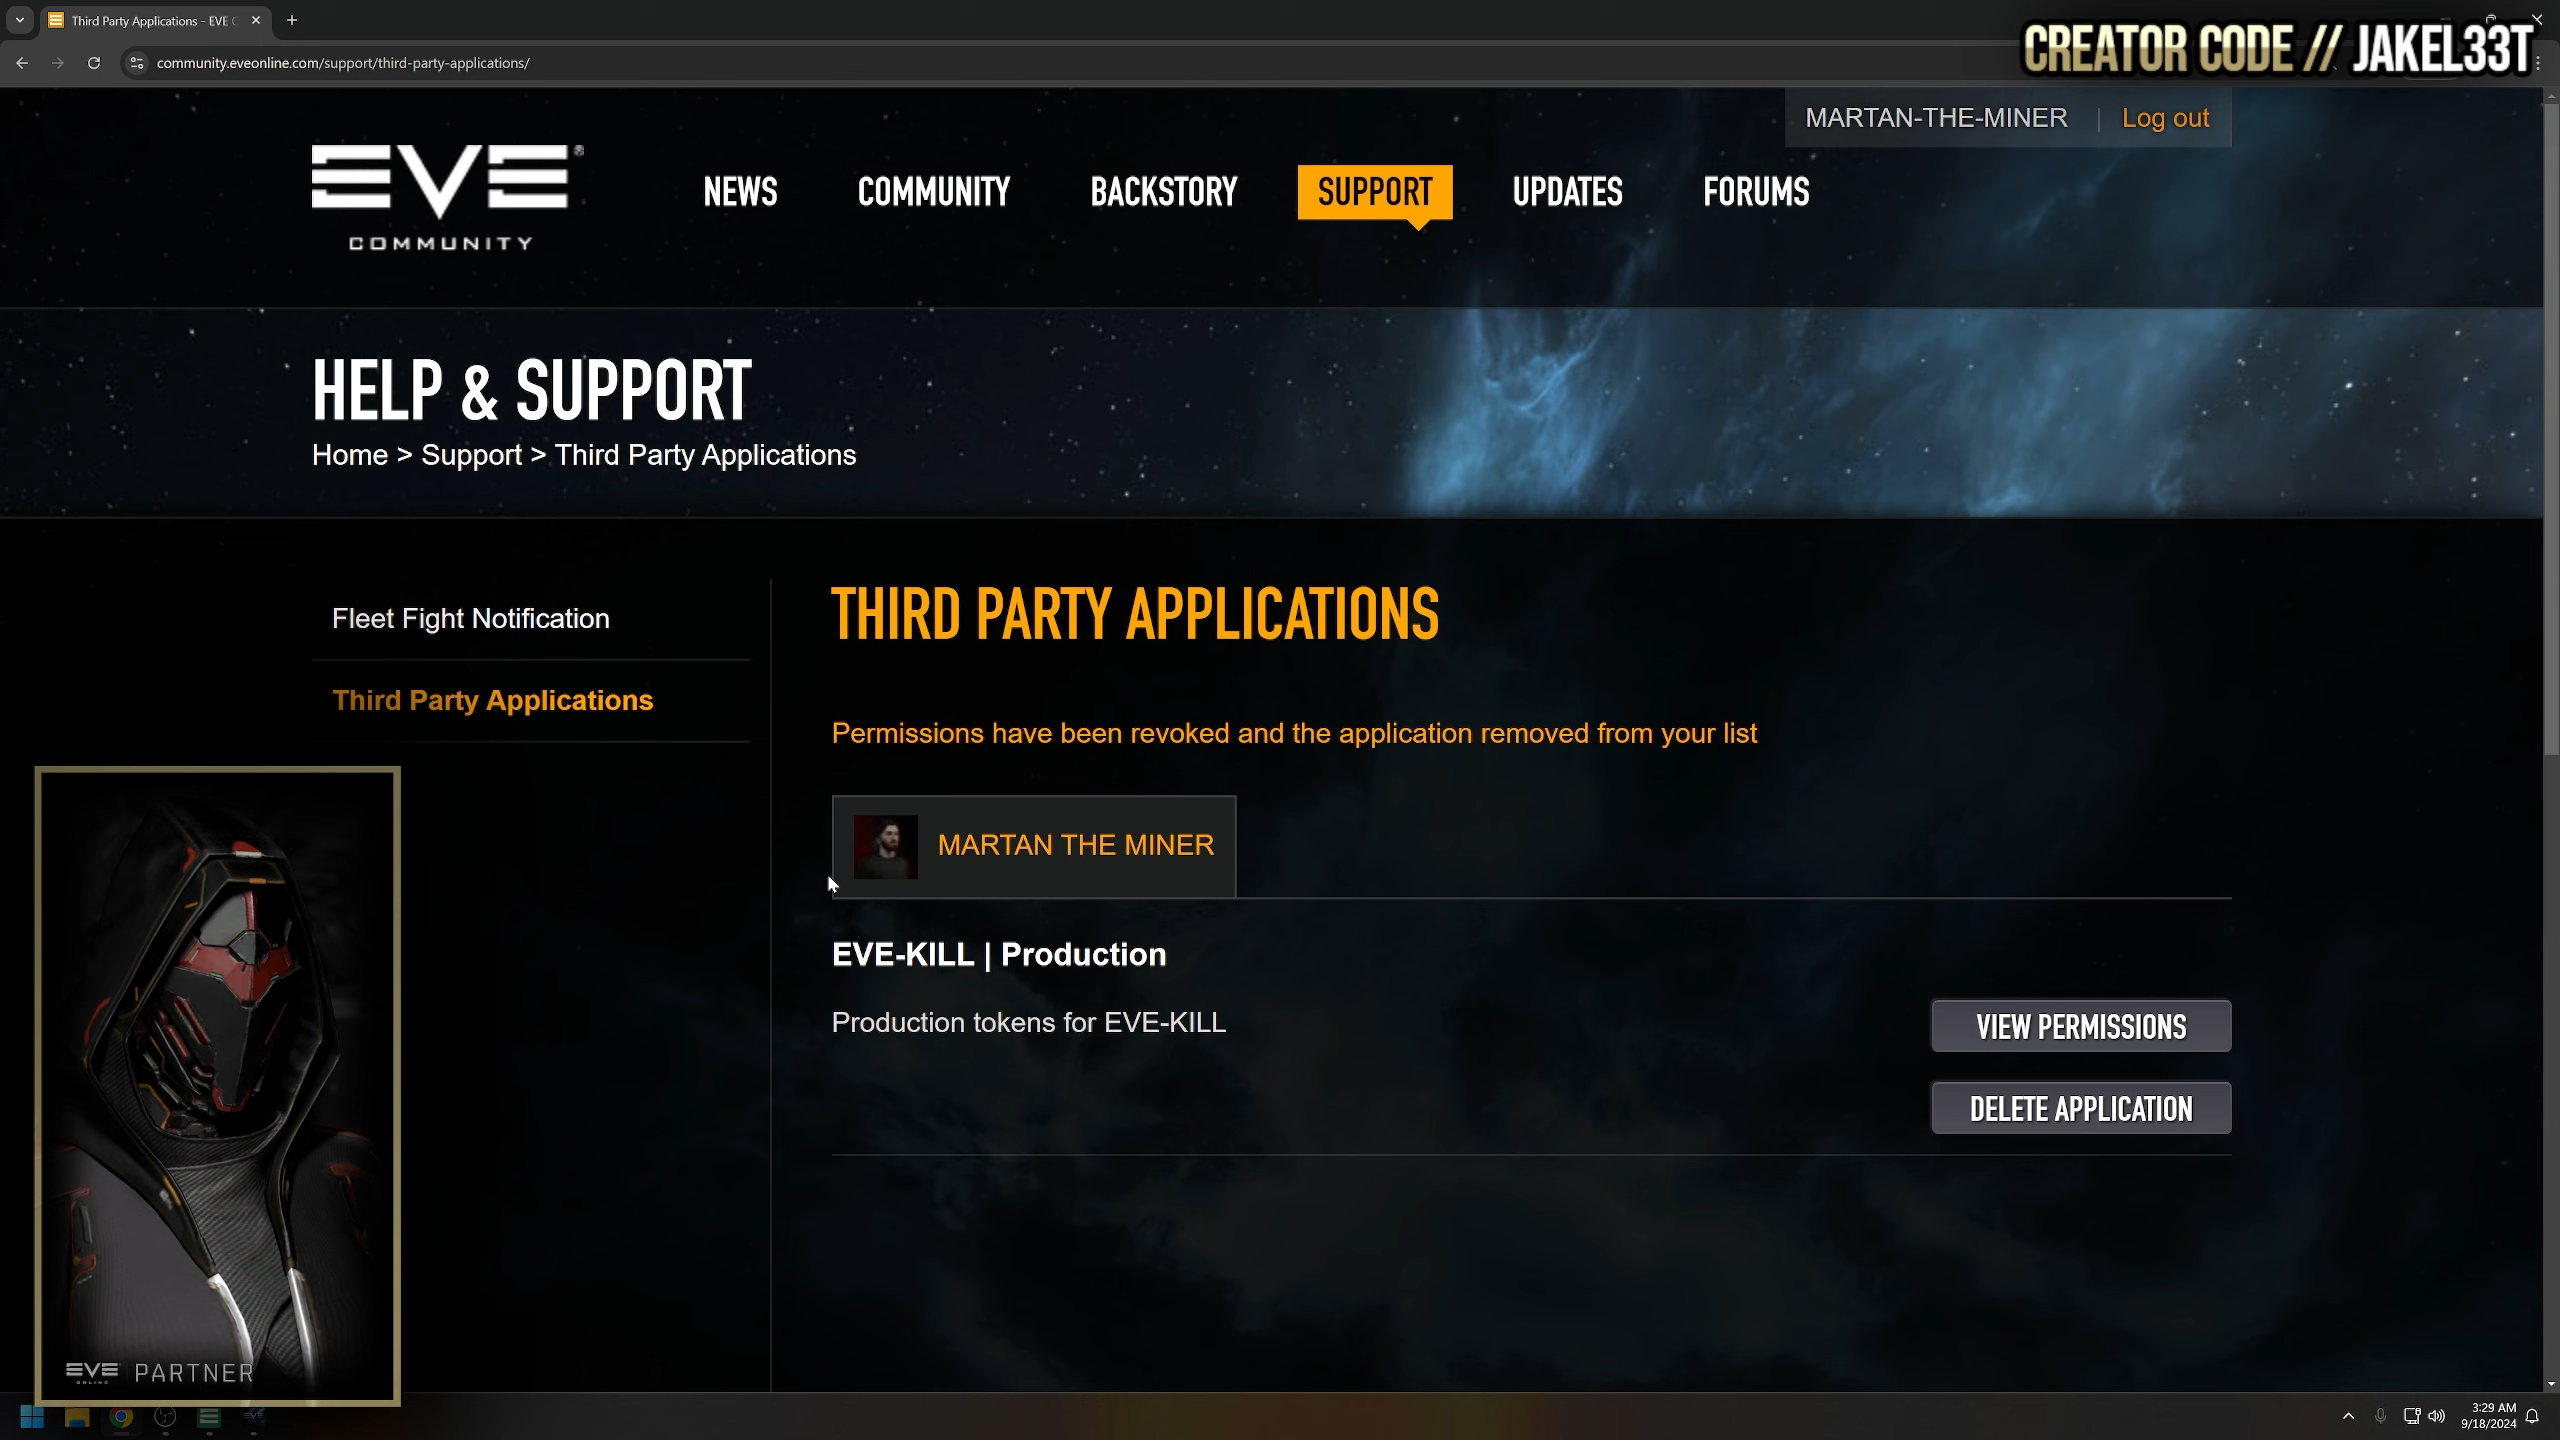 Third Party Applications - EVE C
community.eveonline.com/support/third-party-applications/
CREATOR CODE // JAKEL33T
MARTAN-THE-MINER | Log out
EVE
COMMUNITY
NEWS COMMUNITY BACKSTORY SUPPORT UPDATES FORUMS
HELP & SUPPORT
Home > Support > Third Party Applications
Fleet Fight Notification
Third Party Applications
THIRD PARTY APPLICATIONS
Permissions have been revoked and the application removed from your list
MARTAN THE MINER
EVE-KILL | Production
Production tokens for EVE-KILL
VIEW PERMISSIONS
DELETE APPLICATION
EVE ONLINE PARTNER
EVE
3:29 AM
9/18/2024